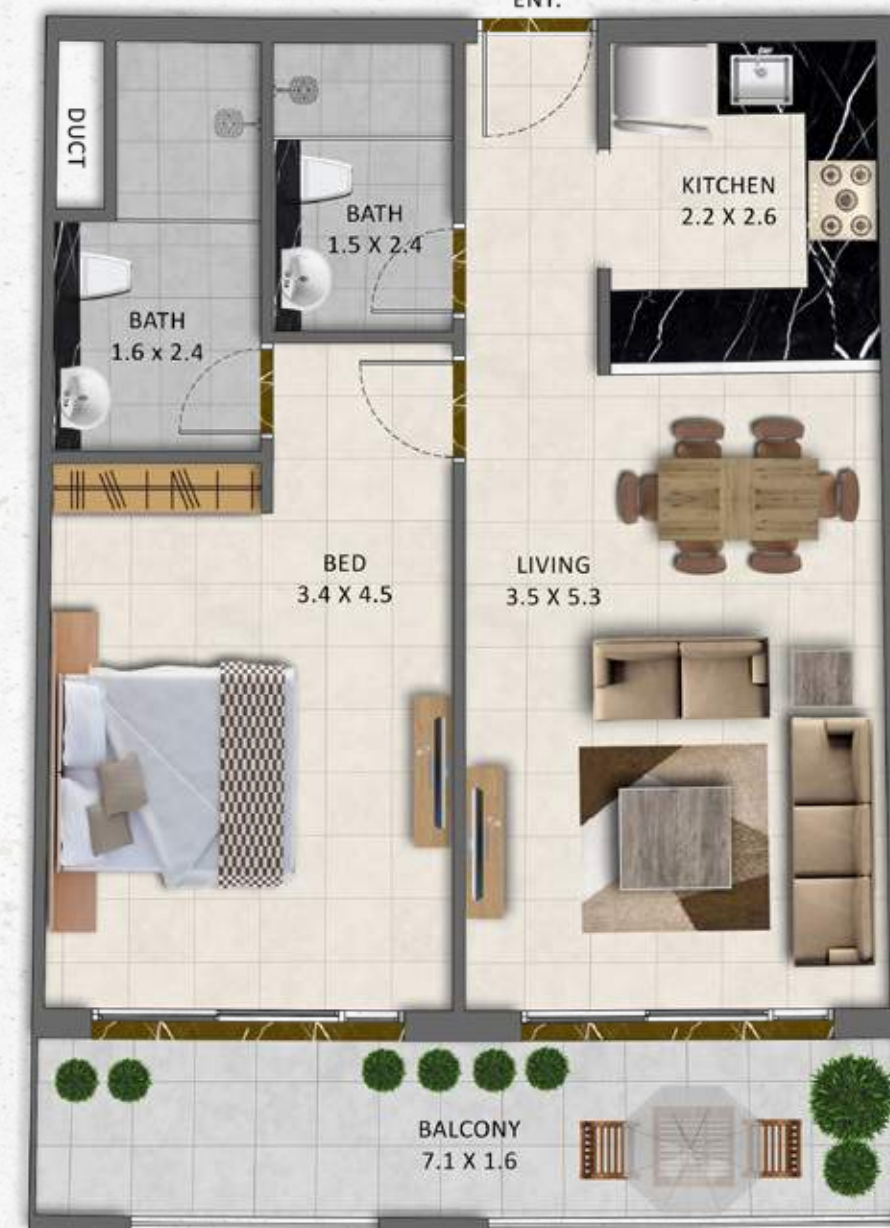 ENT.
DUCT
KITCHEN
2.2 X 2.6
BATH
1.5 X 2.4
BATH
1.6 x 2.4
BED
3.4 X 4.5
LIVING
3.5 X 5.3
BALCONY
7.1 X 1.6